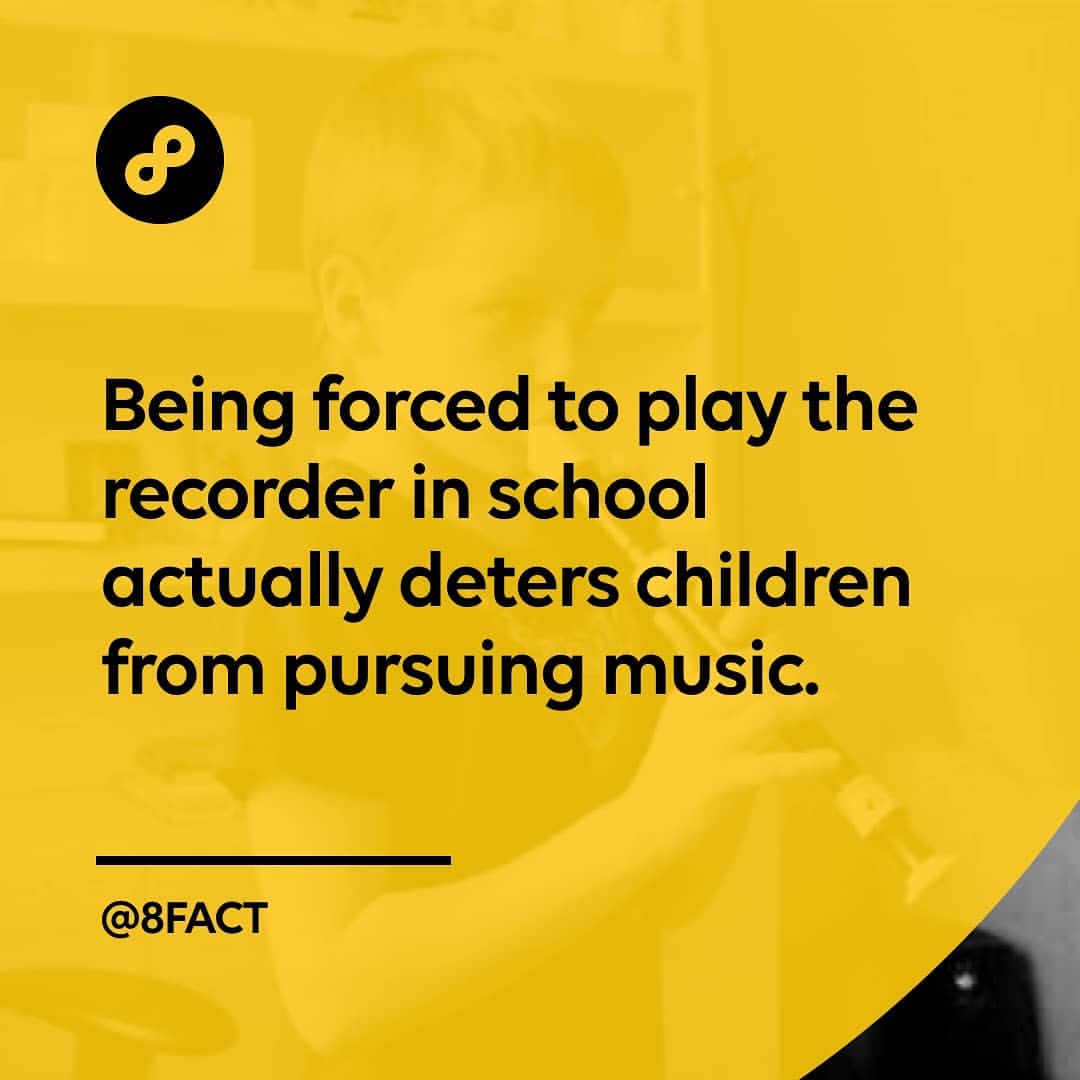 Being forced to play the
recorder in school
actually deters children
from pursuing music.
@8FACT